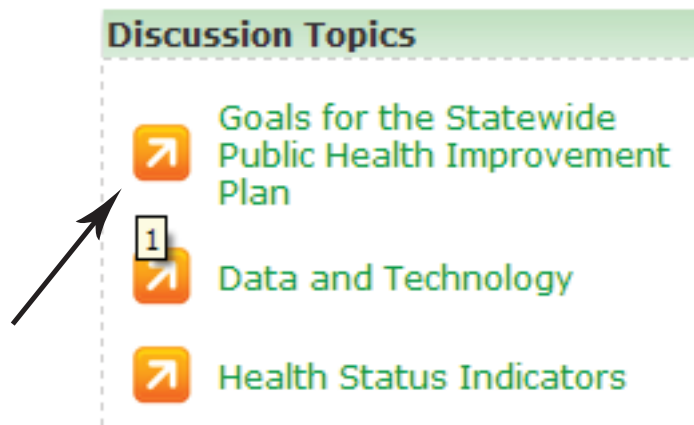 Discussion Topics
Goals for the Statewide
Public Health Improvement
Plan
1
Data and Technology
Health Status Indicators